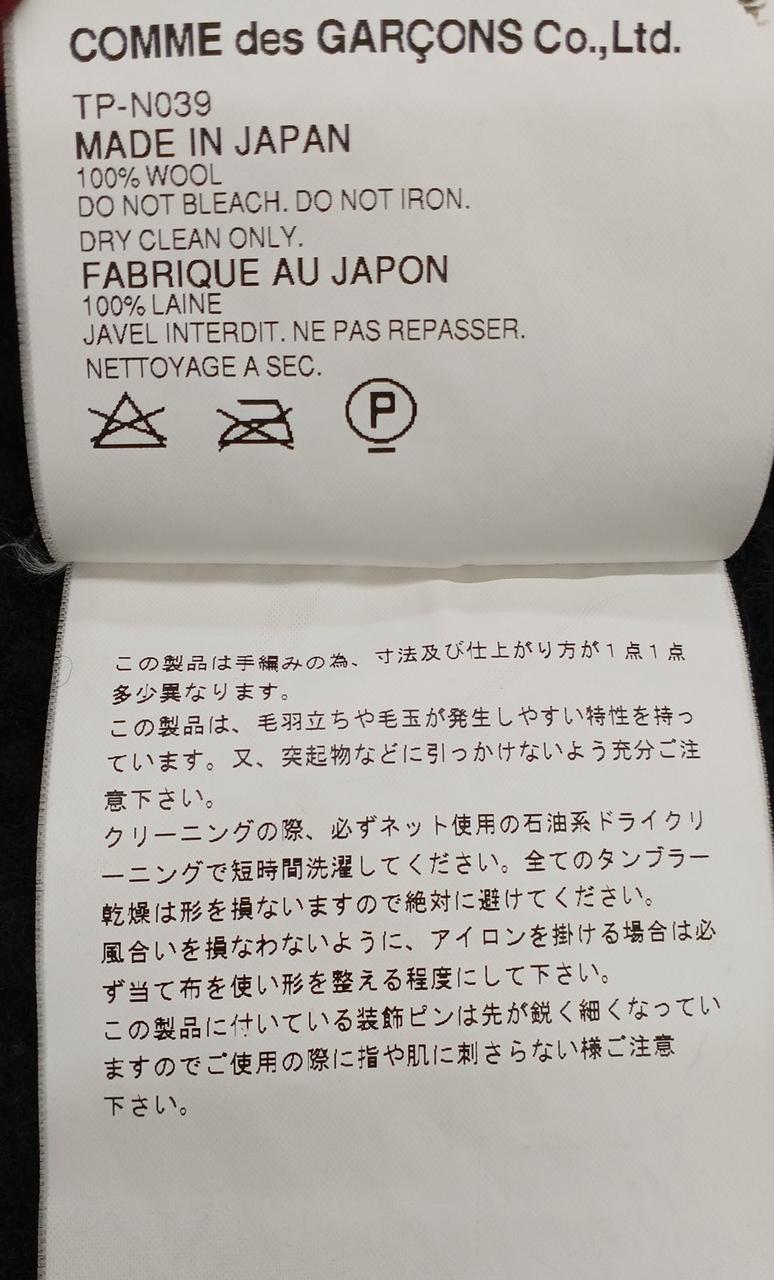 COMME des GARÇONS Co.,Ltd.
TP-N039
MADE IN JAPAN
100% WOOL
DO NOT BLEACH. DO NOT IRON.
DRY CLEAN ONLY.
FABRIQUE AU JAPON
100% LAINE
JAVEL INTERDIT. NE PAS REPASSER.
NETTOYAGE A SEC.
P
この製品は手編みの為、寸法及び仕上がり方が1点1点
多少異なります。
この製品は、毛羽立ちや毛玉が発生しやすい特性を持っ
ています。又、突起物などに引っかけないよう充分ご注
意下さい。
クリーニングの際、必ずネット使用の石油系ドライクリ
ーニングで短時間洗濯してください。全てのタンブラー
乾燥は形を損ないますので絶対に避けてください。
風合いを損なわないように、アイロンを掛ける場合は必
ず当て布を使い形を整える程度にして下さい。
この製品に付いている装飾ピンは先が鋭く細くなってい
ますのでご使用の際に指や肌に刺さらない様ご注意
下さい。